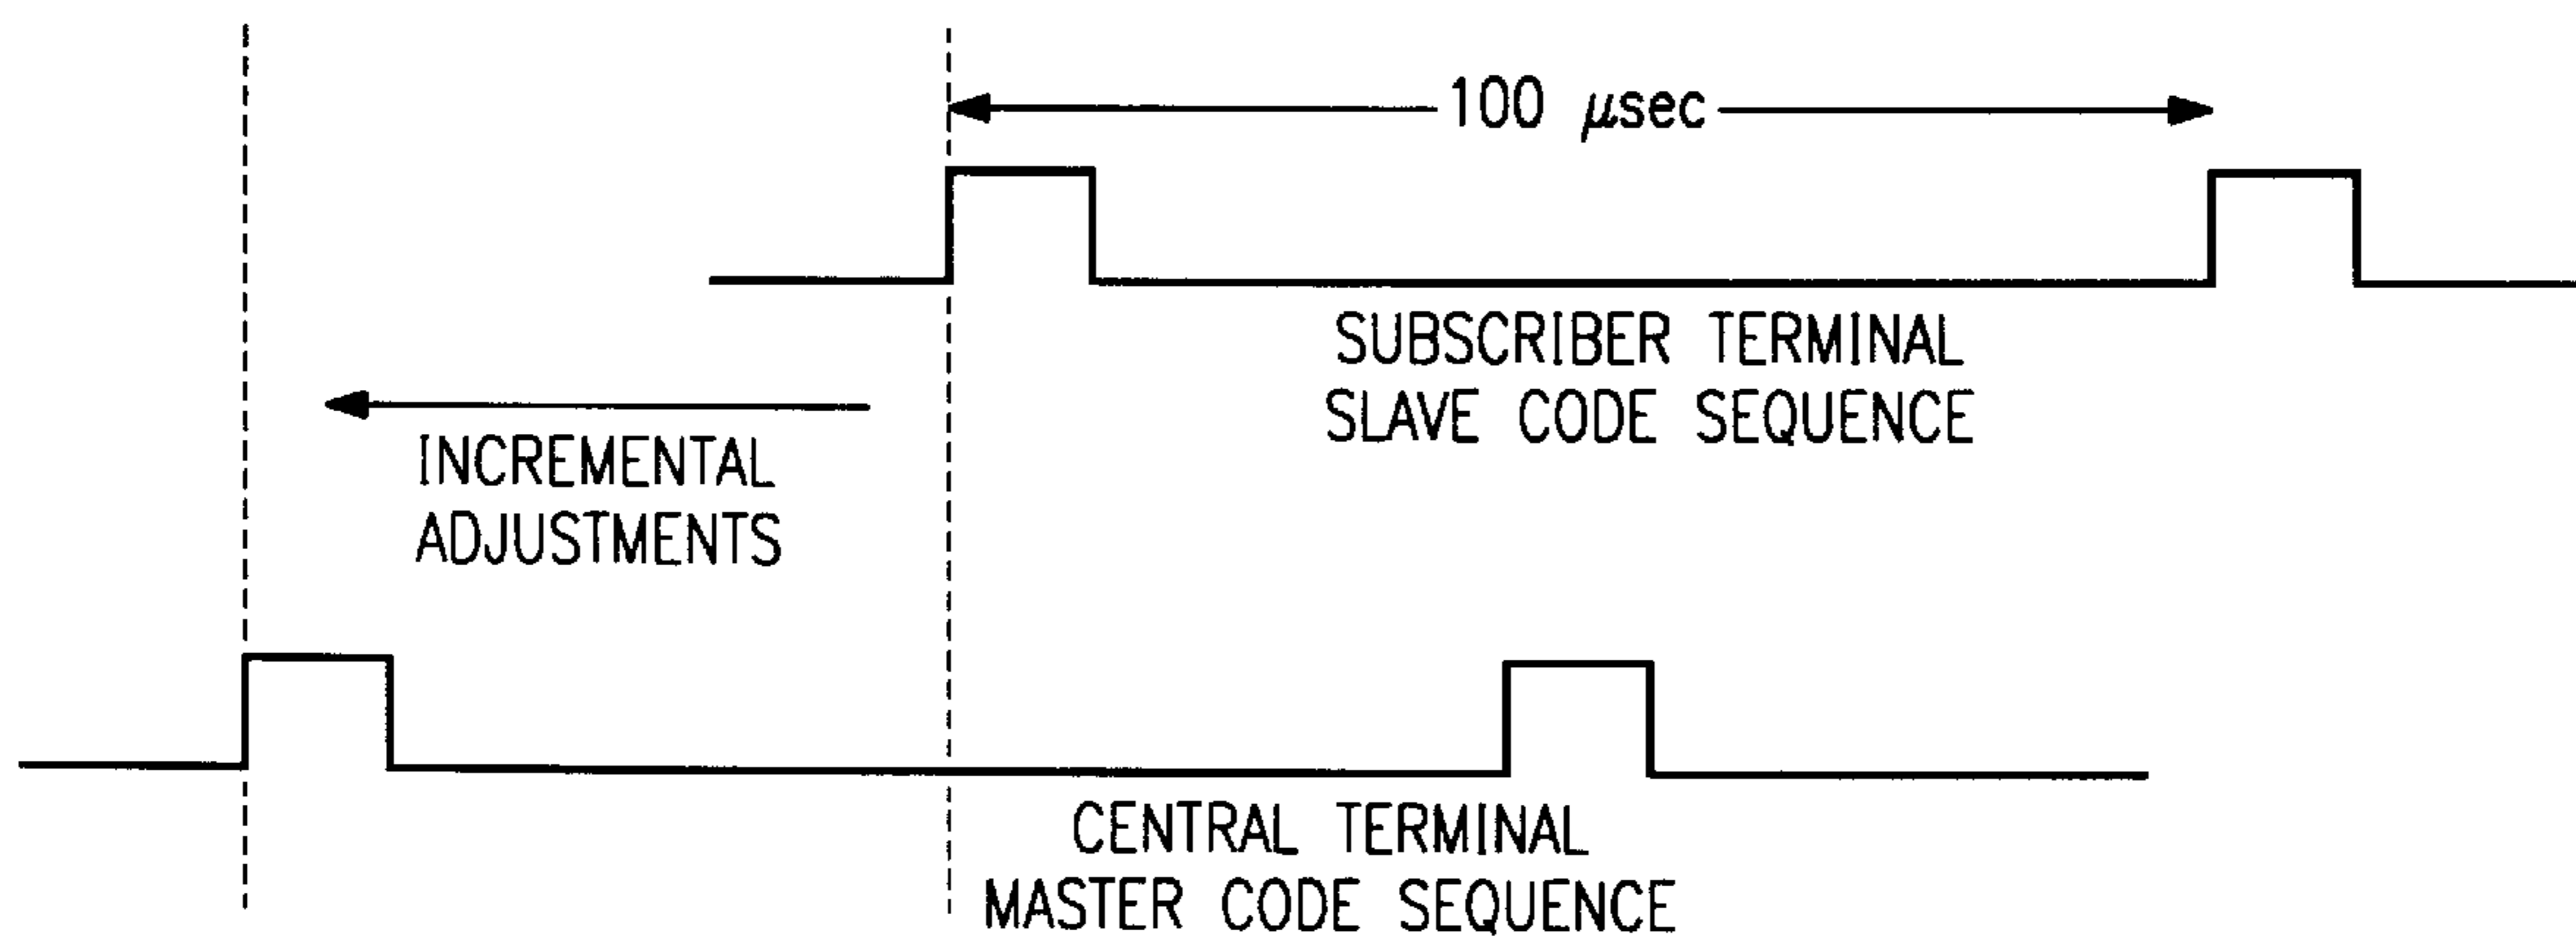 100 μsec
SUBSCRIBER TERMINAL
SLAVE CODE SEQUENCE
INCREMENTAL
ADJUSTMENTS
CENTRAL TERMINAL
MASTER CODE SEQUENCE